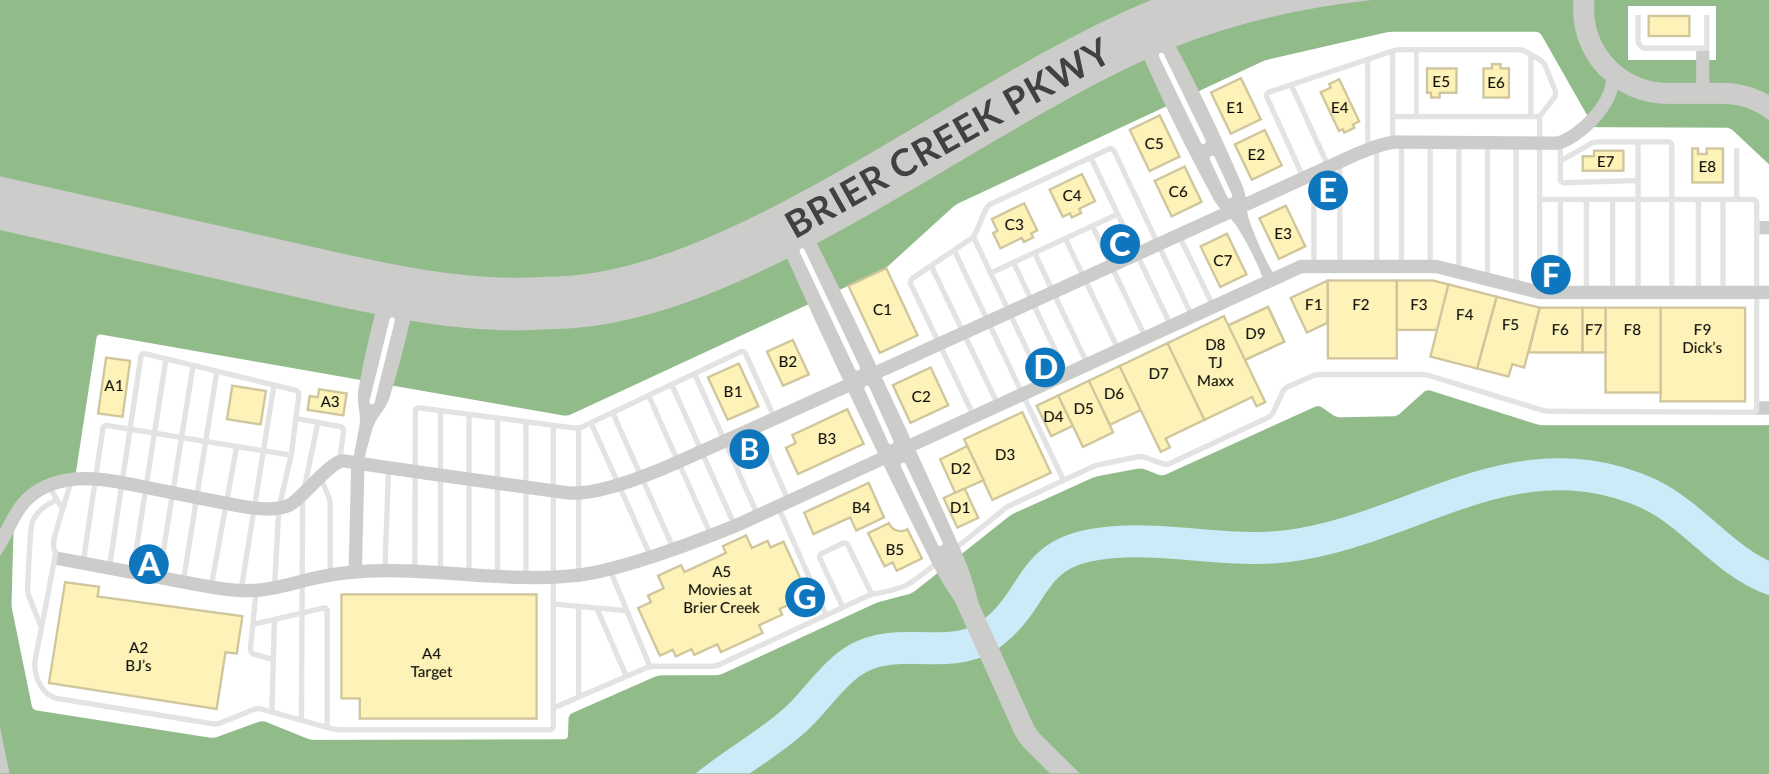 BRIER CREEK PKWY
E5
E6
E1
E4
C5
E2
E7
E8
C6
E
C4
C3
E3
C
C7
F
C1
F1
F2
F3
F4
F5
F6
F7
F8
F9
Dick's
D9
D8
TJ
Maxx
D
D7
D6
D5
D4
B2
B1
C2
A1
A3
B3
B
D3
D2
D1
B4
B5
A
A5
Movies at
Brier Creek
G
A2
BJ's
A4
Target